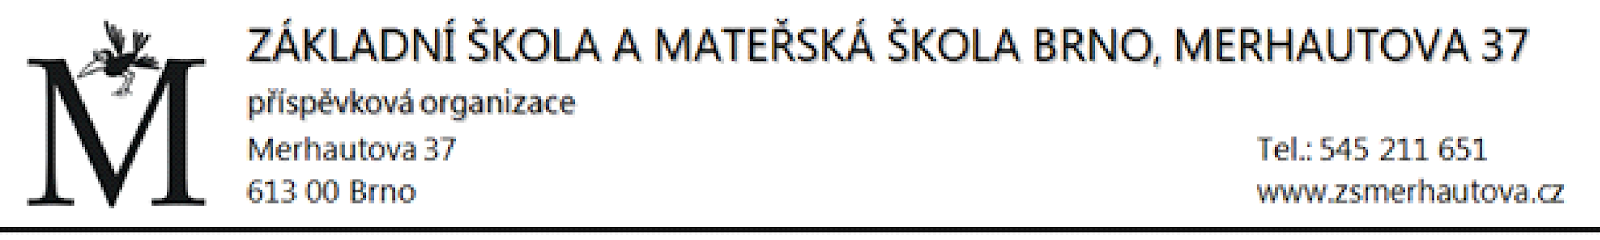 ZÁKLADNÍ ŠKOLA A MATEŘSKÁ ŠKOLA BRNO, MERHAUTOVA 37
příspěvková organizace
Merhautova 37
Tel.: 545 211 651
613 00 Brno
www.zsmerhautova.cz
M